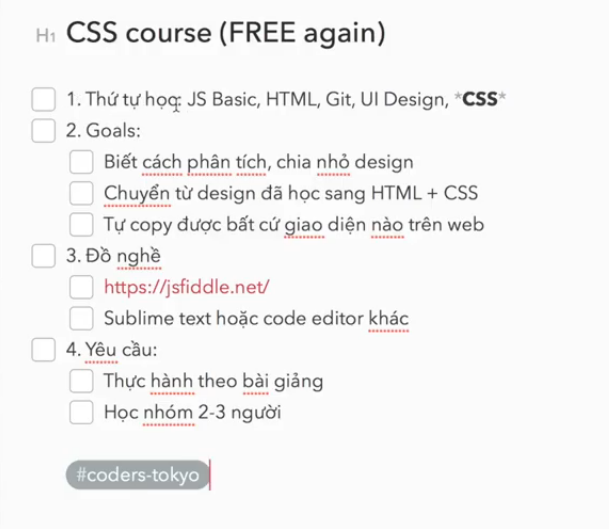 H1 CSS course (FREE again)
1. Thứ tự học: JS Basic, HTML, Git, UI Design, *CSS*
2. Goals:
Biết cách phân tích, chia nhỏ design
Chuyển từ design đã học sang HTML + CSS
Tự copy được bất cứ giao diện nào trên web
3. Đồ nghề
https://jsfiddle.net/
Sublime text hoặc code editor khác
4. Yêu cầu:
Thực hành theo bài giảng
Học nhóm 2-3 người
#coders-tokyo